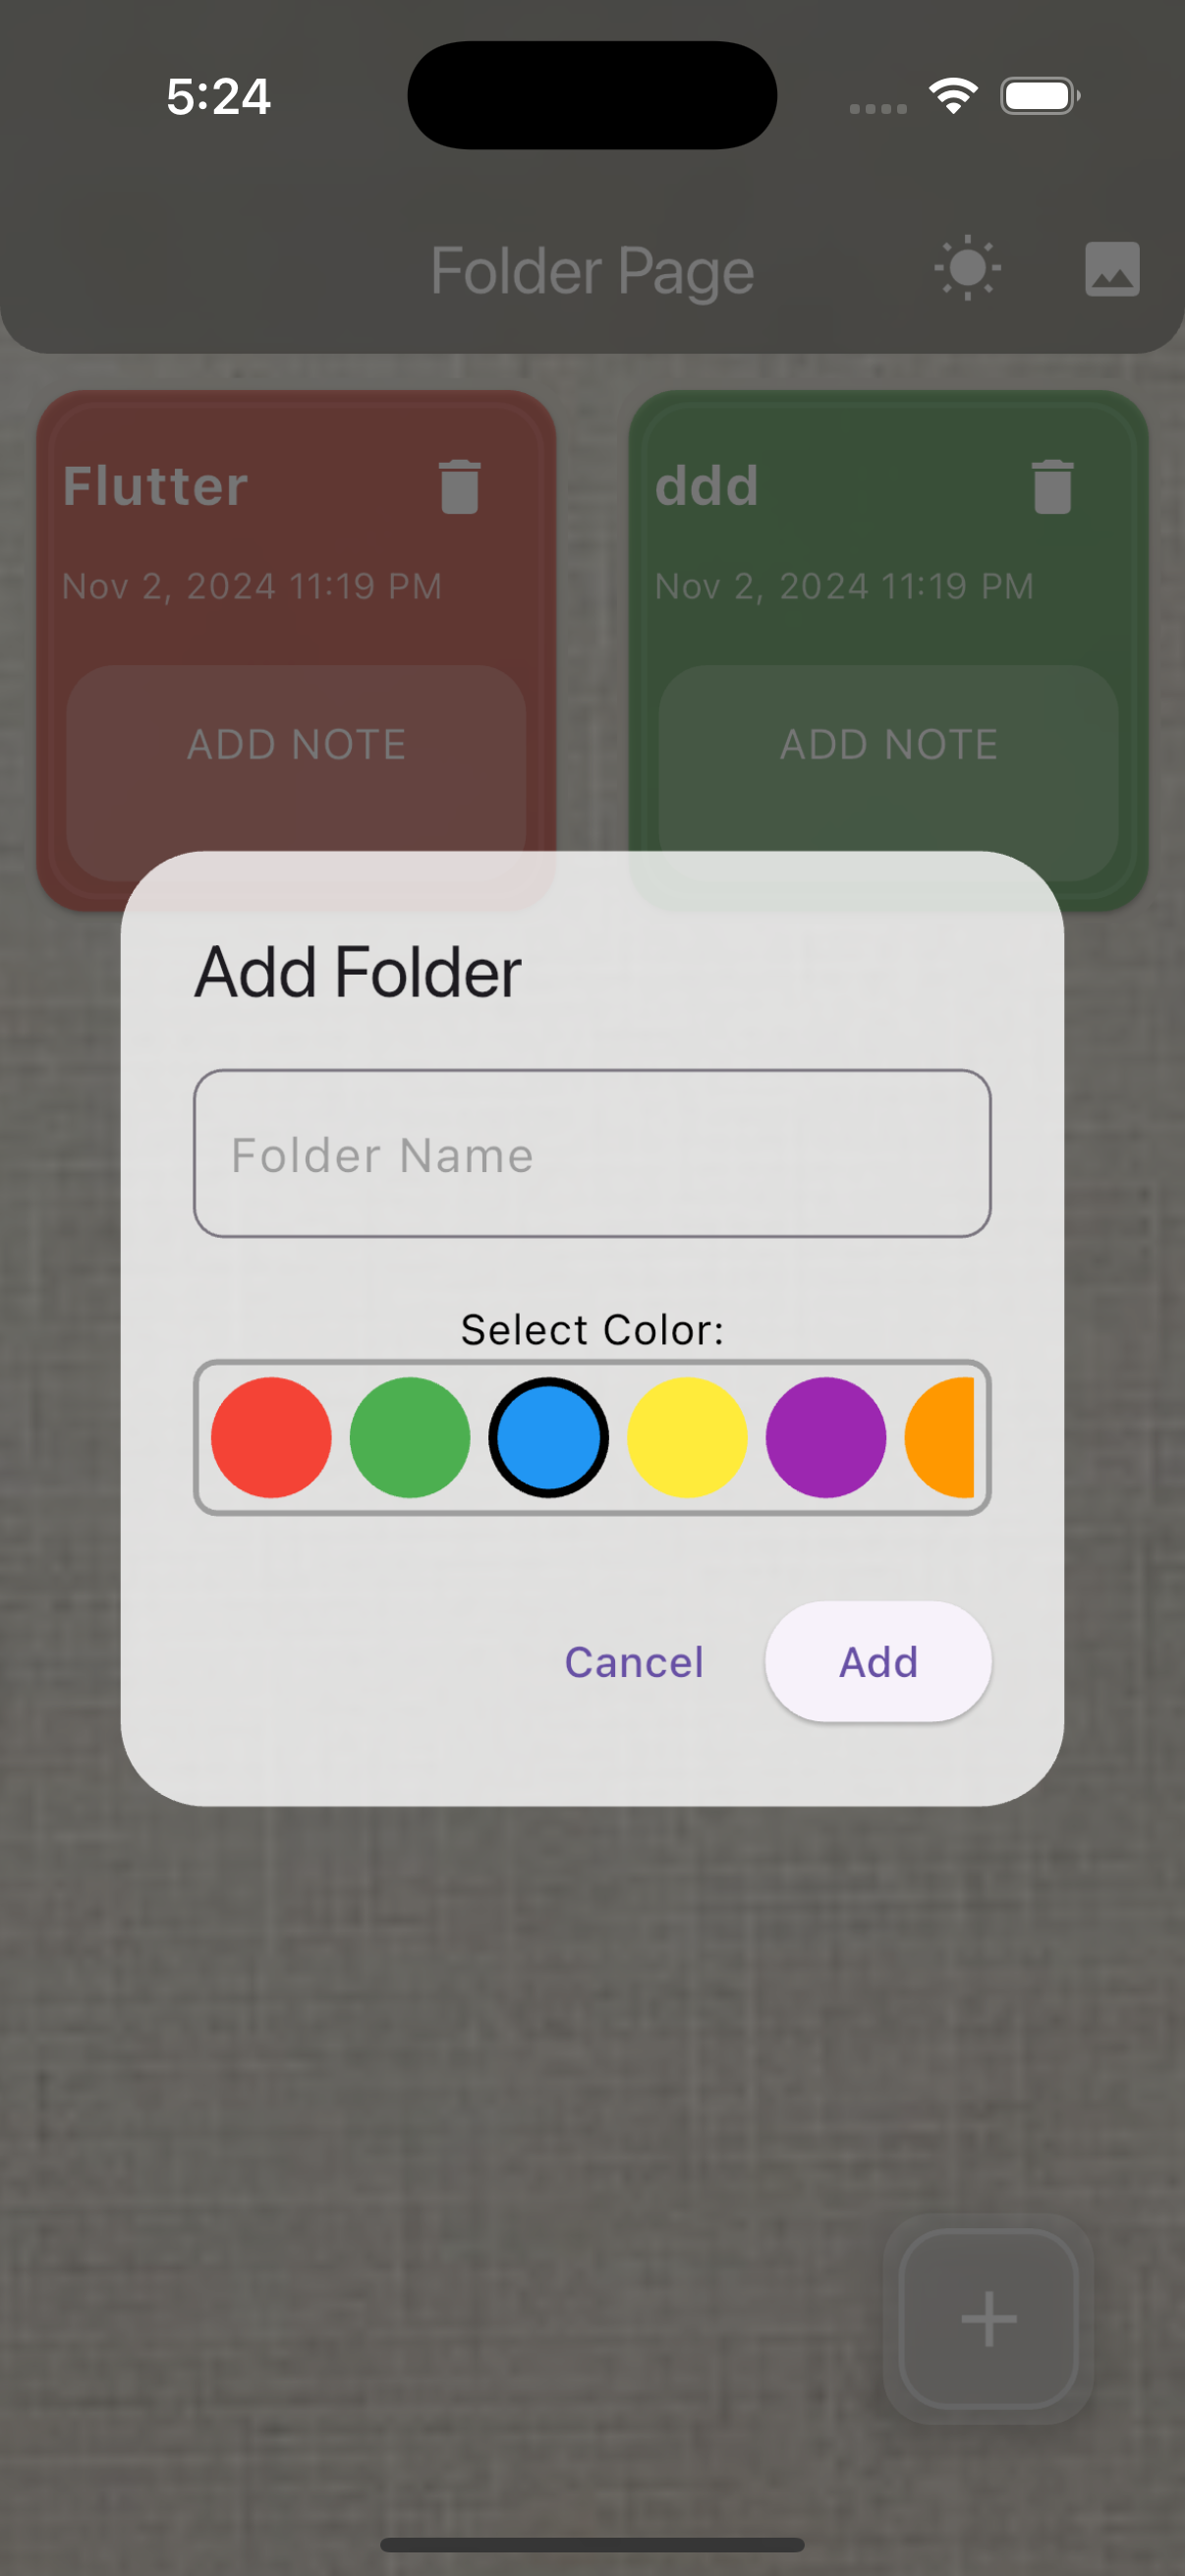 5:24
Folder Page
Flutter
ddd
Nov 2, 2024 11:19 PM
Nov 2, 2024 11:19 PM
ADD NOTE
ADD NOTE
Add Folder
Folder Name
Select Color:
Cancel
Add